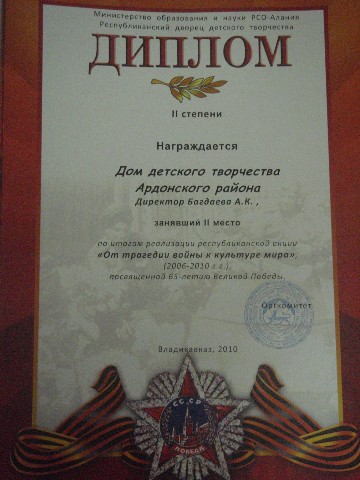 Министерство образования и науки РСО-Алания
Республиканский дворец детского творчества
ДИПЛОМ
II степени
Награждается
Дом детского творчества
Ардонского района
Директор Багдаева А.К. ,
занявший II место
по итогам реализации республиканской акции
«От трагедии войны к культуре мира»,
(2006-2010 г.г.),
посвященной 65-летию Великой Победы.
Оргкомитет
Владикавказ, 2010
СССР
ПОБЕДА